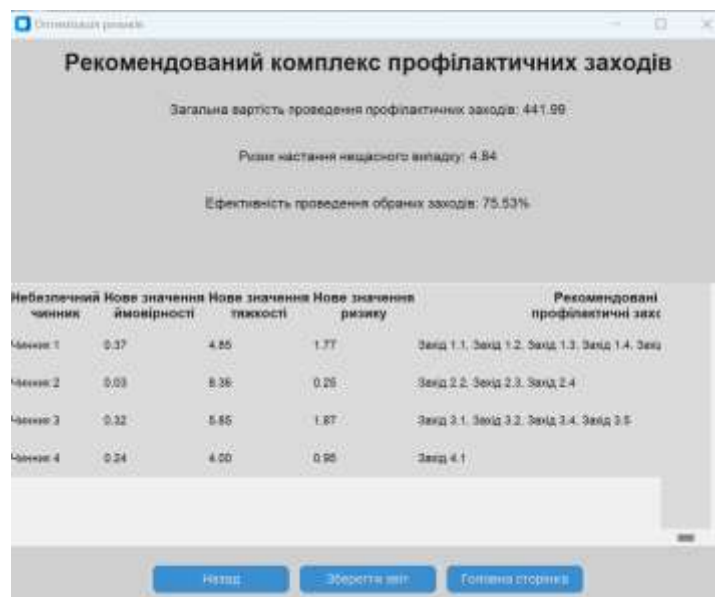 Оптимізація ризиків
Рекомендований комплекс профілактичних заходів
Загальна вартість проведення профілактичних заходів: 441.99
Ризик настання нещасного випадку: 4.84
Ефективність проведення обраних заходів: 75.53%
Небезпечний Нове значення Нове значення Нове значення Рекомендовані
чинник ймовірності тяжкості ризику профілактичні захо
Чинник 1 0.37 4.85 1.77 Захід 1.1, Захід 1.2, Захід 1.3, Захід 1.4, Захід
Чинник 2 0.03 8.36 0.25 Захід 2.2, Захід 2.3, Захід 2.4
Чинник 3 0.32 5.85 1.87 Захід 3.1, Захід 3.2, Захід 3.4, Захід 3.5
Чинник 4 0.24 4.00 0.95 Захід 4.1
Назад Зберегти звіт Головна сторінка